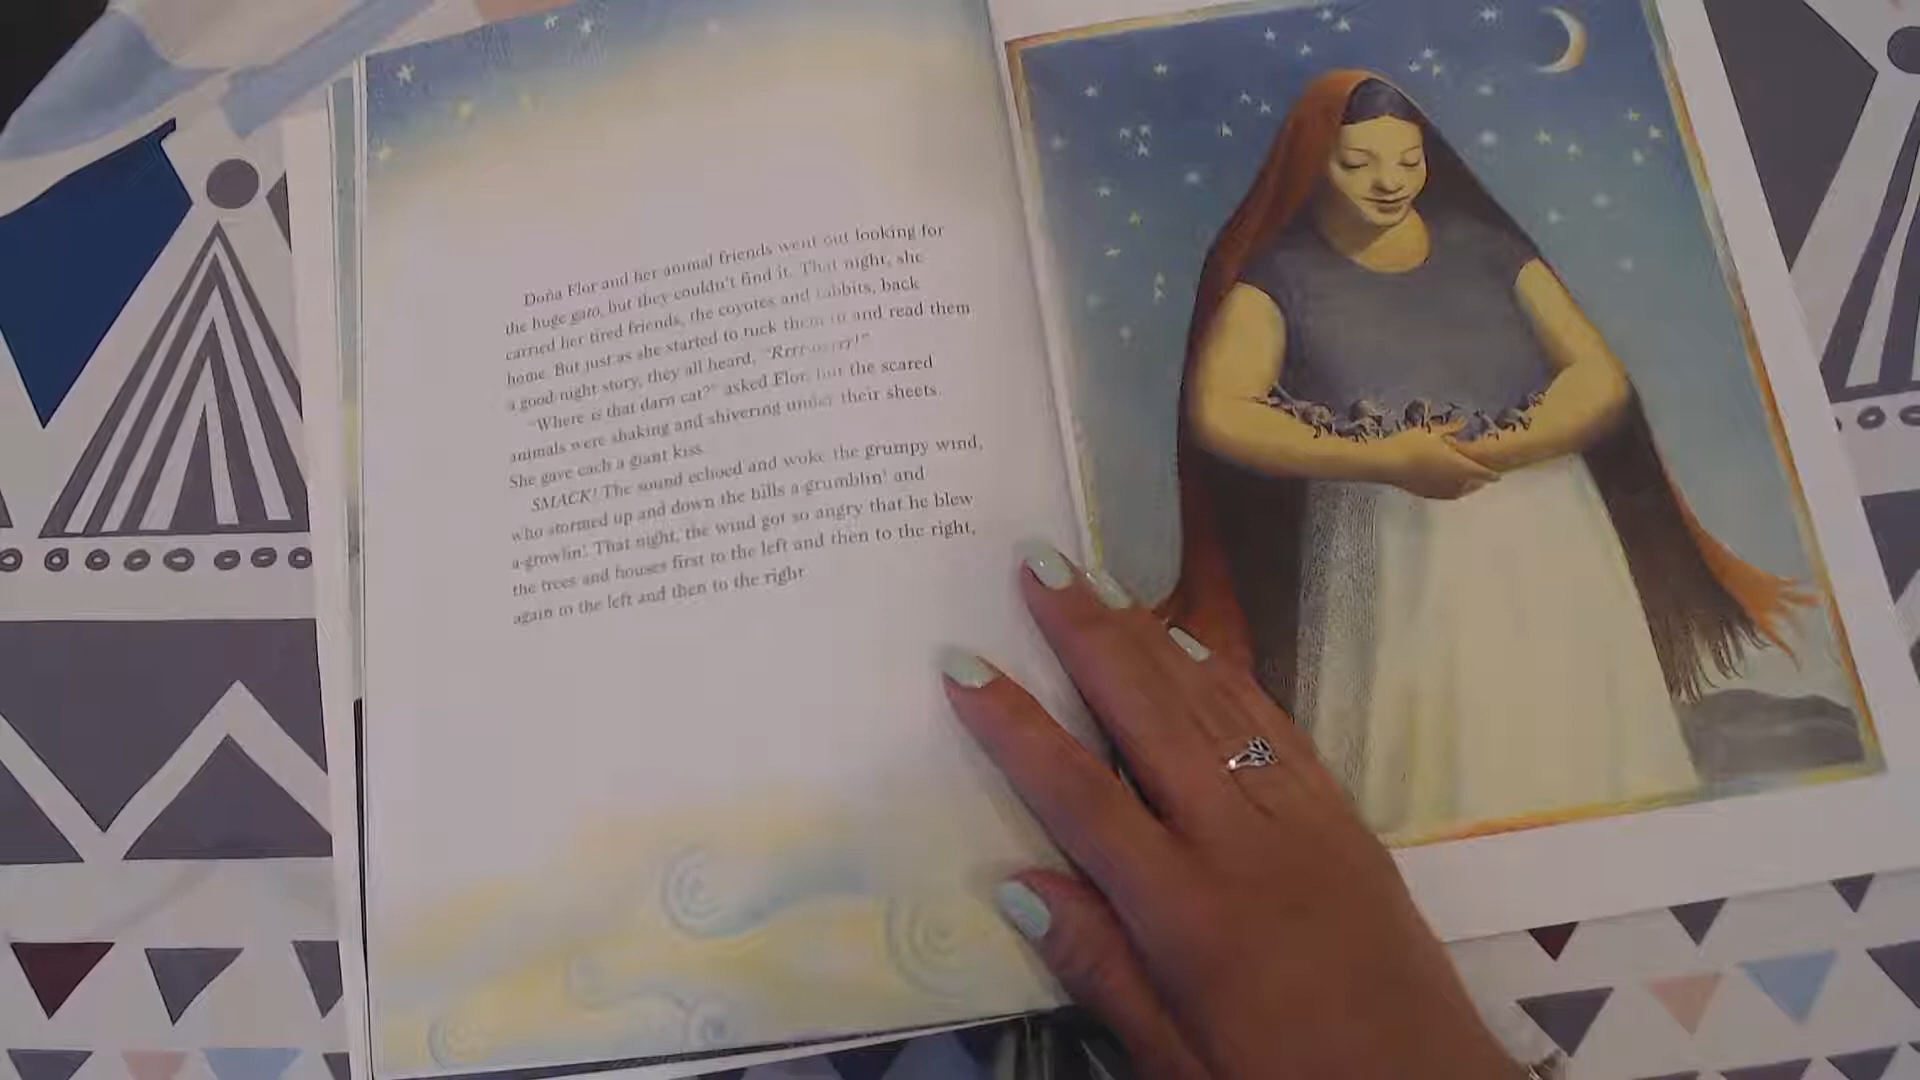 Doña Flor and her animal friends went out looking for
the huge gato, but they couldn't find it. That night, she
carried her tired friends, the coyotes and rabbits, back
home. But just as she started to tuck them in and read them
a good-night story, they all heard, "Rrrr-oarrr!"
"Where is that darn cat?" asked Flor, but the scared
animals were shaking and shivering under their sheets.
She gave each a giant kiss.
SMACK! The sound echoed and woke the grumpy wind,
who stormed up and down the hills a-grumblin' and
a-growlin'. That night, the wind got so angry that he blew
the trees and houses first to the left and then to the right,
again to the left and then to the right.